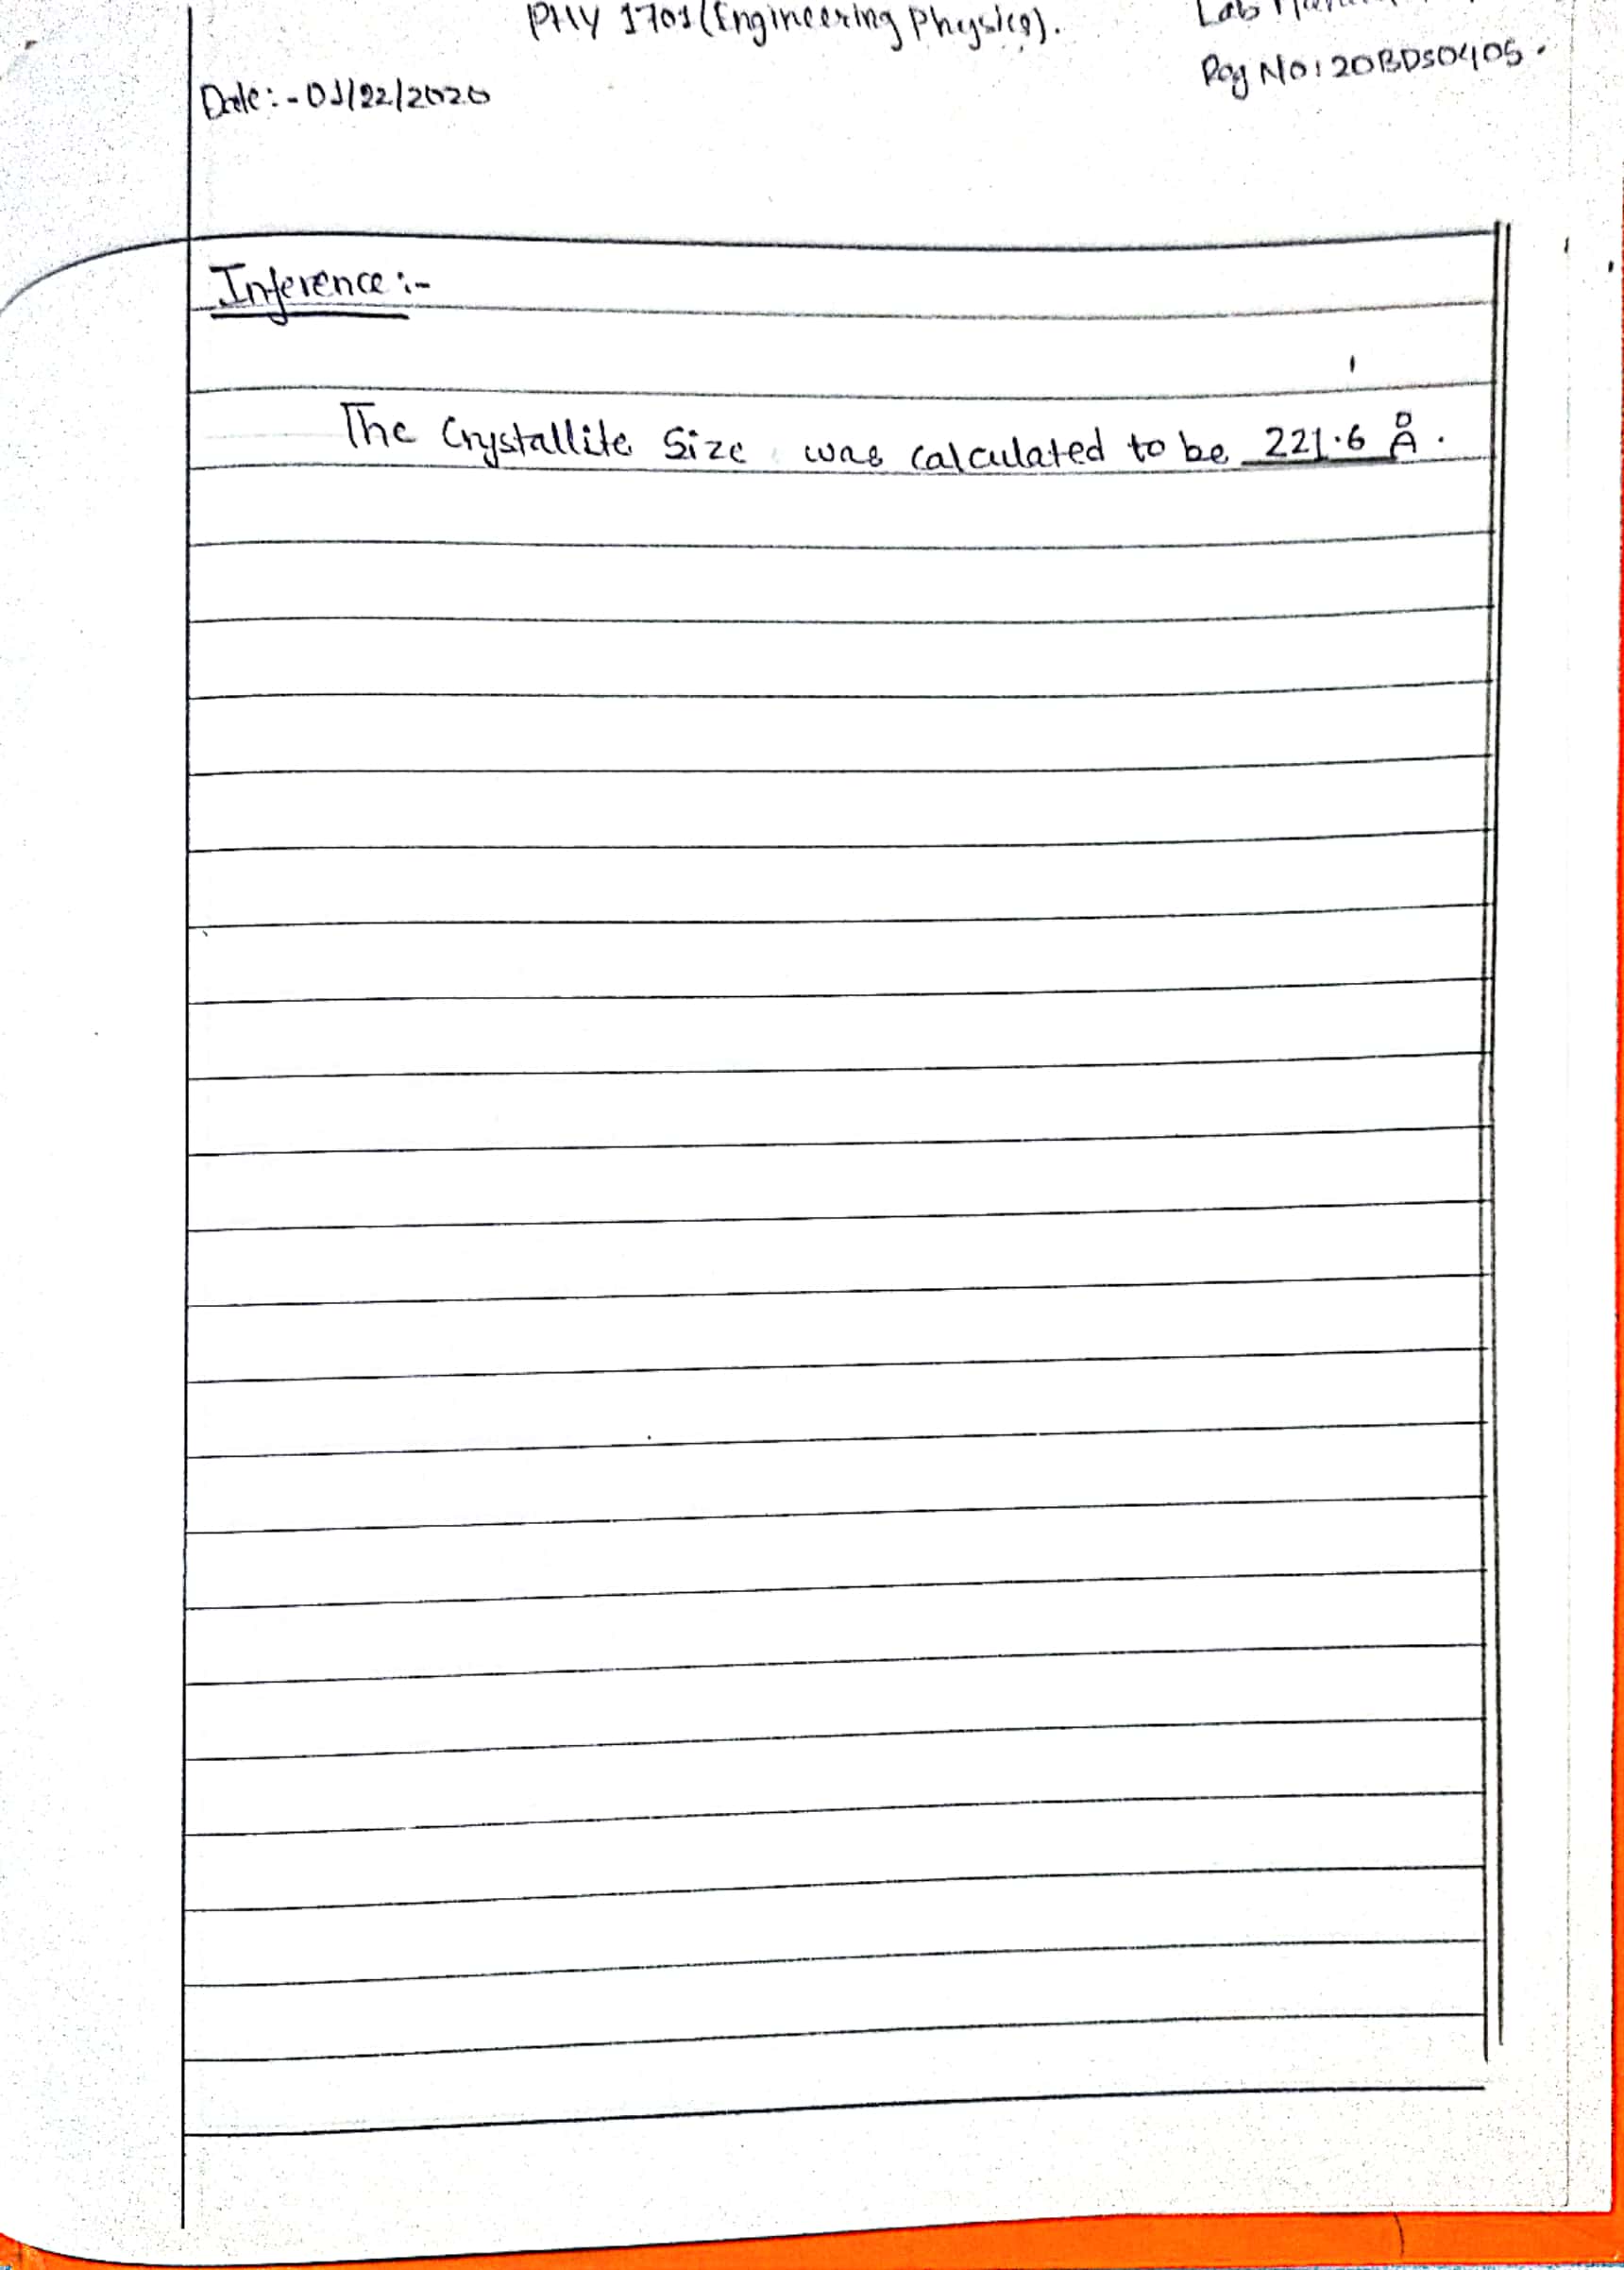 PHY 1701 (Engineering Physics).
Lab
Reg No: 20BDS0405.
Date:- 01/22/2020
Inference:-
The Crystallite Size was calculated to be 221.6 Å.